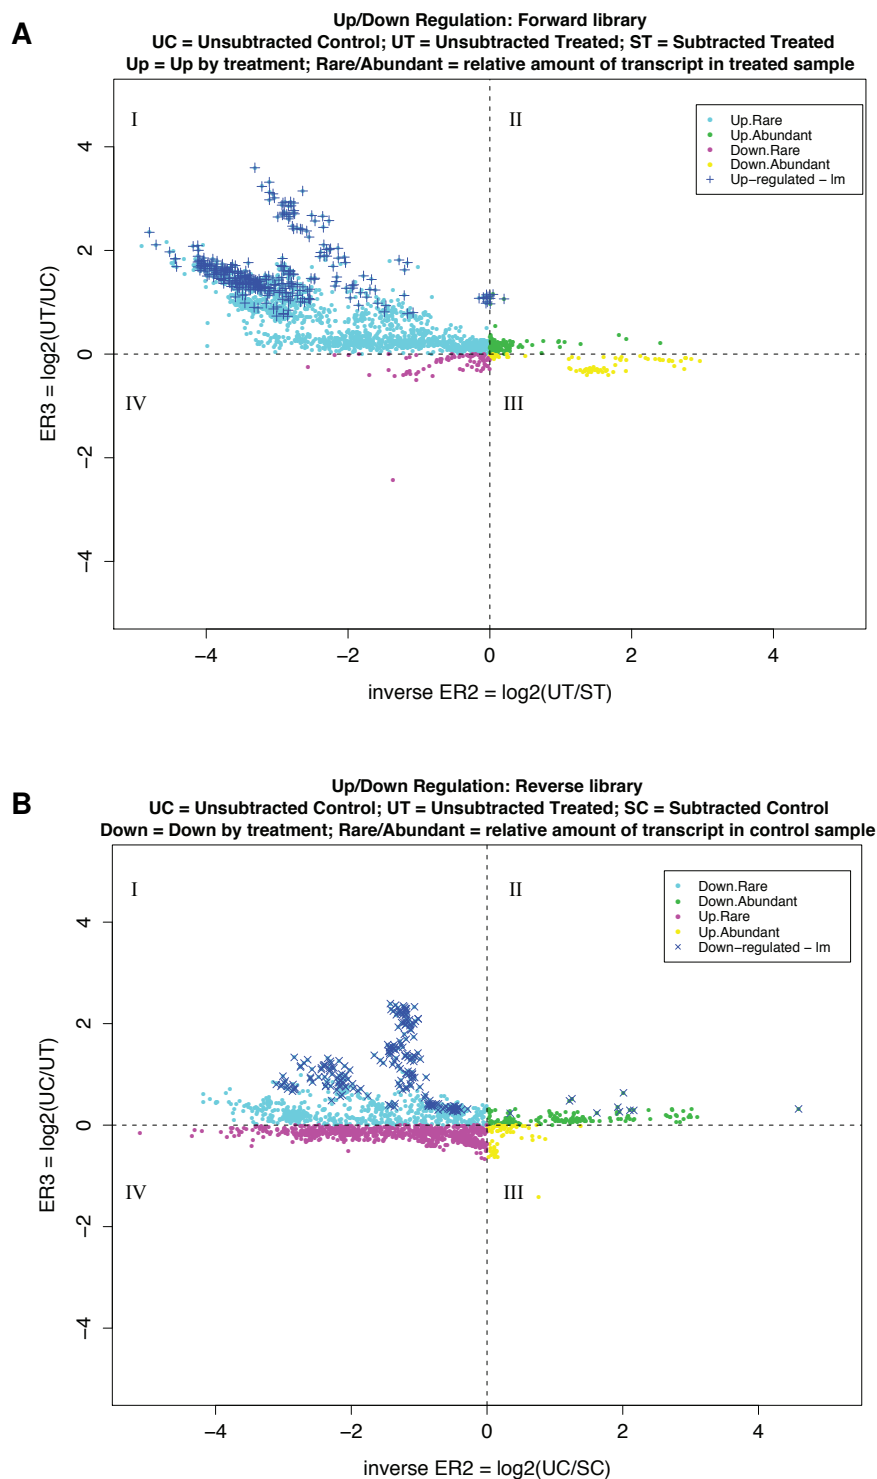 A
Up/Down Regulation: Forward library
UC = Unsubtracted Control; UT = Unsubtracted Treated; ST = Subtracted Treated
Up = Up by treatment; Rare/Abundant = relative amount of transcript in treated sample
I
II
Up.Rare
Up.Abundant
Down.Rare
Down.Abundant
Up-regulated - lm
4
2
0
−2
−4
ER3 = log2(UT/UC)
IV
III
−4
−2
0
2
4
inverse ER2 = log2(UT/ST)
B
Up/Down Regulation: Reverse library
UC = Unsubtracted Control; UT = Unsubtracted Treated; SC = Subtracted Control
Down = Down by treatment; Rare/Abundant = relative amount of transcript in control sample
I
II
Down.Rare
Down.Abundant
Up.Rare
Up.Abundant
Down-regulated - lm
4
2
0
−2
−4
ER3 = log2(UC/UT)
IV
III
−4
−2
0
2
4
inverse ER2 = log2(UC/SC)